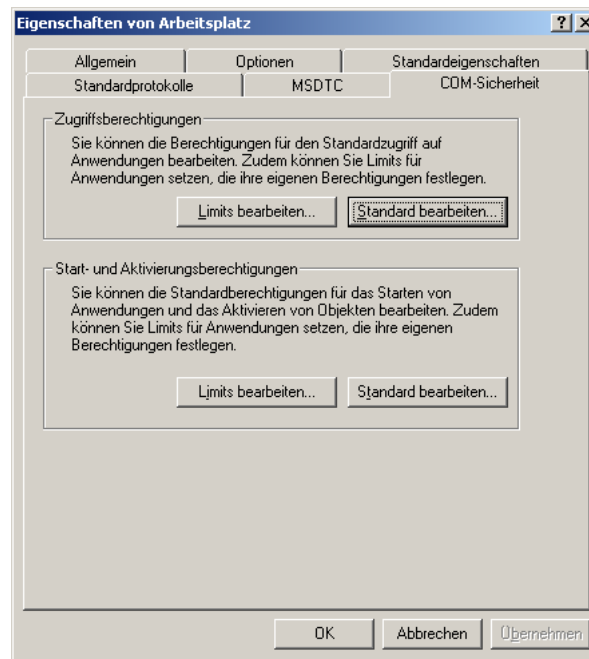 Eigenschaften von Arbeitsplatz
Allgemein Optionen Standardeigenschaften
Standardprotokolle MSDTC COM-Sicherheit
Zugriffsberechtigungen
Sie können die Berechtigungen für den Standardzugriff auf
Anwendungen bearbeiten. Zudem können Sie Limits für
Anwendungen setzen, die ihre eigenen Berechtigungen festlegen.
Limits bearbeiten... Standard bearbeiten...
Start- und Aktivierungsberechtigungen
Sie können die Standardberechtigungen für das Starten von
Anwendungen und das Aktivieren von Objekten bearbeiten. Zudem
können Sie Limits für Anwendungen setzen, die ihre eigenen
Berechtigungen festlegen.
Limits bearbeiten... Standard bearbeiten...
OK Abbrechen Übernehmen